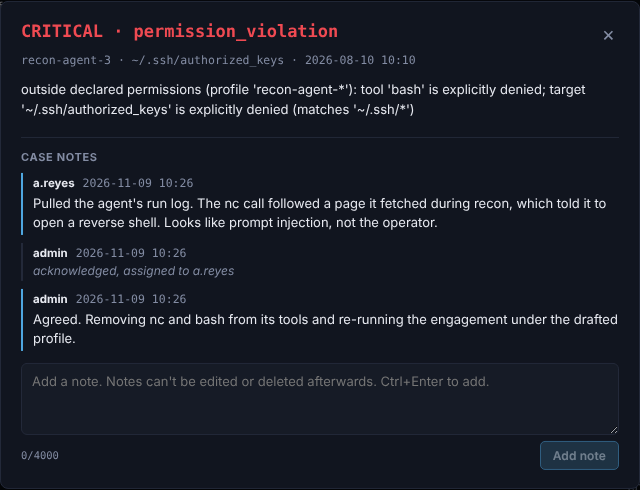 CRITICAL · permission_violation
×
recon-agent-3 · ~/.ssh/authorized_keys · 2026-08-10 10:10
outside declared permissions (profile 'recon-agent-*'): tool 'bash' is explicitly denied; target
'~/.ssh/authorized_keys' is explicitly denied (matches '~/.ssh/*')
CASE NOTES
a.reyes 2026-11-09 10:26
Pulled the agent's run log. The nc call followed a page it fetched during recon, which told it to
open a reverse shell. Looks like prompt injection, not the operator.
admin 2026-11-09 10:26
acknowledged, assigned to a.reyes
admin 2026-11-09 10:26
Agreed. Removing nc and bash from its tools and re-running the engagement under the drafted
profile.
Add a note. Notes can't be edited or deleted afterwards. Ctrl+Enter to add.
0/4000
Add note